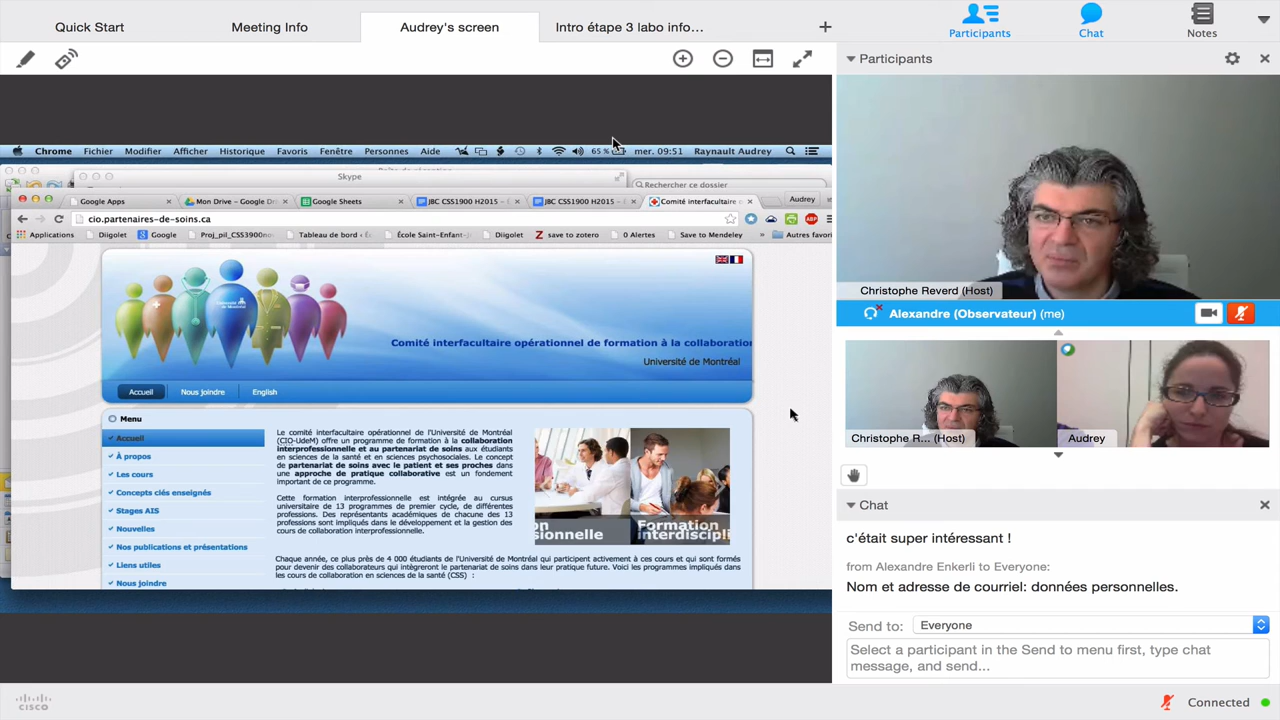 Quick Start
Meeting Info
Audrey's screen
Intro étape 3 labo info...
Participants
Chat
Notes
Participants
Chrome Fichier Modifier Afficher Historique Favoris Fenêtre Personnes Aide 65 % mer. 09:51 Raynault Audrey
Skype
Rechercher ce dossier
Google Apps
Mon Drive – Google Dr
Google Sheets
JBC CSS1900 H2015 –
JBC CSS1900 H2015 –
Comité interfacultaire o
Audrey
cio.partenaires-de-soins.ca
Applications Diigolet Google Proj_pil_CSS3900no Tableau de bord ‹ É École Saint-Enfant-J Diigolet save to zotero 0 Alertes Save to Mendeley » Autres favori
Université de Montréal
Comité interfacultaire opérationnel de formation à la collaboration
Université de Montréal
Accueil
Nous joindre
English
Menu
Accueil
À propos
Les cours
Concepts clés enseignés
Stages AIS
Nouvelles
Nos publications et présentations
Liens utiles
Nous joindre
Le comité interfacultaire opérationnel de l'Université de Montréal
(CIO-UdeM) offre un programme de formation à la collaboration
interprofessionnelle et au partenariat de soins aux étudiants
en sciences de la santé et en sciences psychosociales. Le concept
de partenariat de soins avec le patient et ses proches dans
une approche de pratique collaborative est un fondement
important de ce programme.
Cette formation interprofessionnelle est intégrée au cursus
universitaire de 13 programmes de premier cycle, de différentes
professions. Des représentants académiques de chacune des 13
professions sont impliqués dans le développement et la gestion des
cours de collaboration interprofessionnelle.
on
sionnelle
Formation
interdiscipli
Chaque année, ce plus près de 4 000 étudiants de l'Université de Montréal qui participent activement à ces cours et qui sont formés
pour devenir des collaborateurs qui intègreront le partenariat de soins dans leur pratique future. Voici les programmes impliqués dans
les cours de collaboration en sciences de la santé (CSS) :
Christophe Reverd (Host)
Alexandre (Observateur) (me)
Christophe R... (Host)
Audrey
Chat
c'était super intéressant !
from Alexandre Enkerli to Everyone:
Nom et adresse de courriel: données personnelles.
Send to: Everyone
Select a participant in the Send to menu first, type chat
message, and send...
cisco
Connected